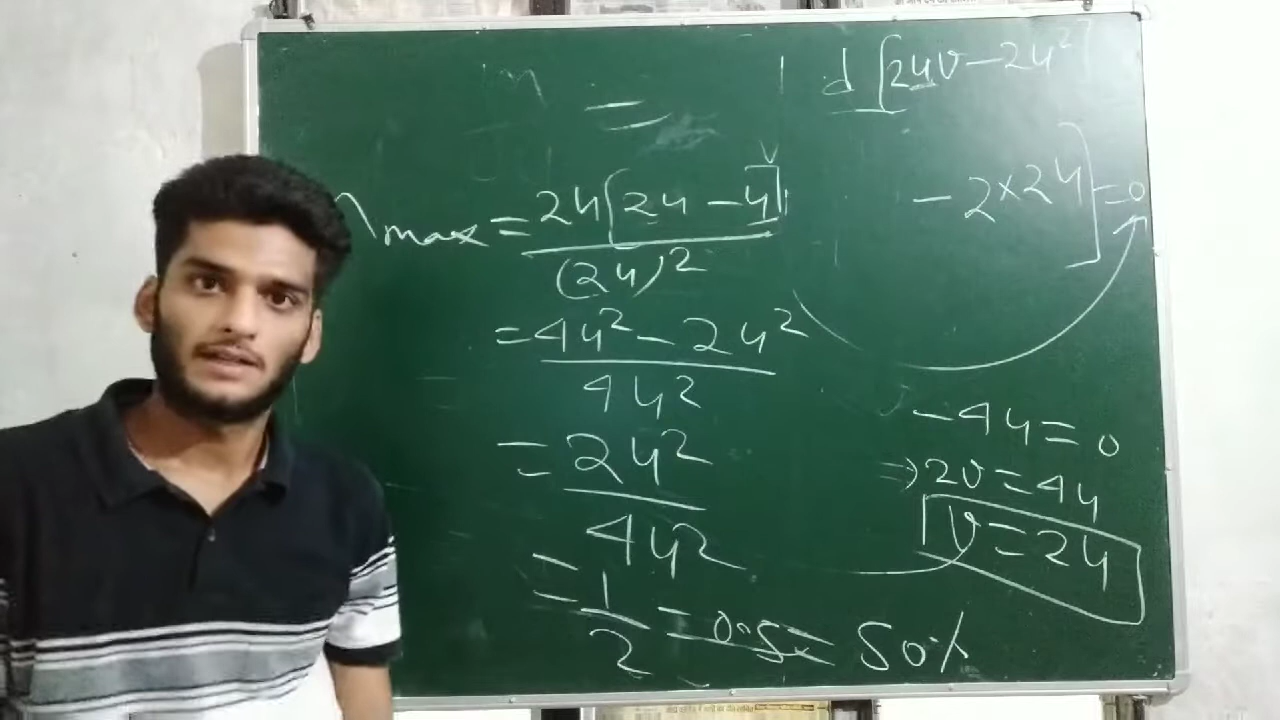 d [2uv - 2u²]
ηmax = 2u[2u - u] / (2u)²
v
- 2×2u] = 0
= 4u² - 2u² / 4u²
= 2u² / 4u²
= 1/2 = 0.5 = 50%
- 4u = 0
⇒ 2v = 4u
v = 2u